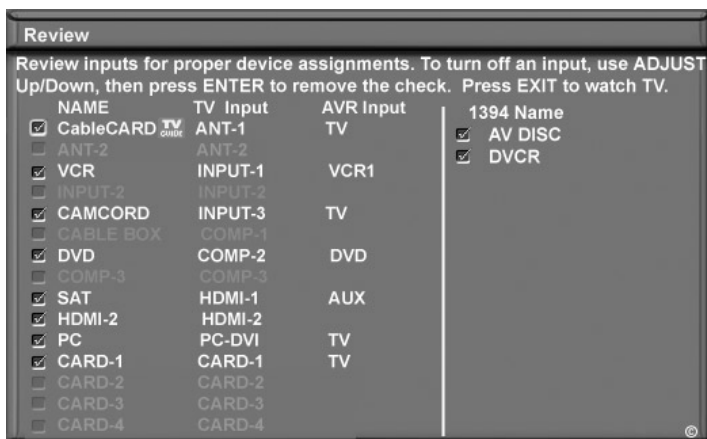 Review
Review inputs for proper device assignments. To turn off an input, use ADJUST
Up/Down, then press ENTER to remove the check. Press EXIT to watch TV.
NAME TV Input AVR Input
CableCARD TV GUIDE ANT-1 TV
ANT-2 ANT-2
VCR INPUT-1 VCR1
INPUT-2 INPUT-2
CAMCORD INPUT-3 TV
CABLE BOX COMP-1
DVD COMP-2 DVD
COMP-3 COMP-3
SAT HDMI-1 AUX
HDMI-2 HDMI-2
PC PC-DVI TV
CARD-1 CARD-1 TV
CARD-2 CARD-2
CARD-3 CARD-3
CARD-4 CARD-4
1394 Name
AV DISC
DVCR
©